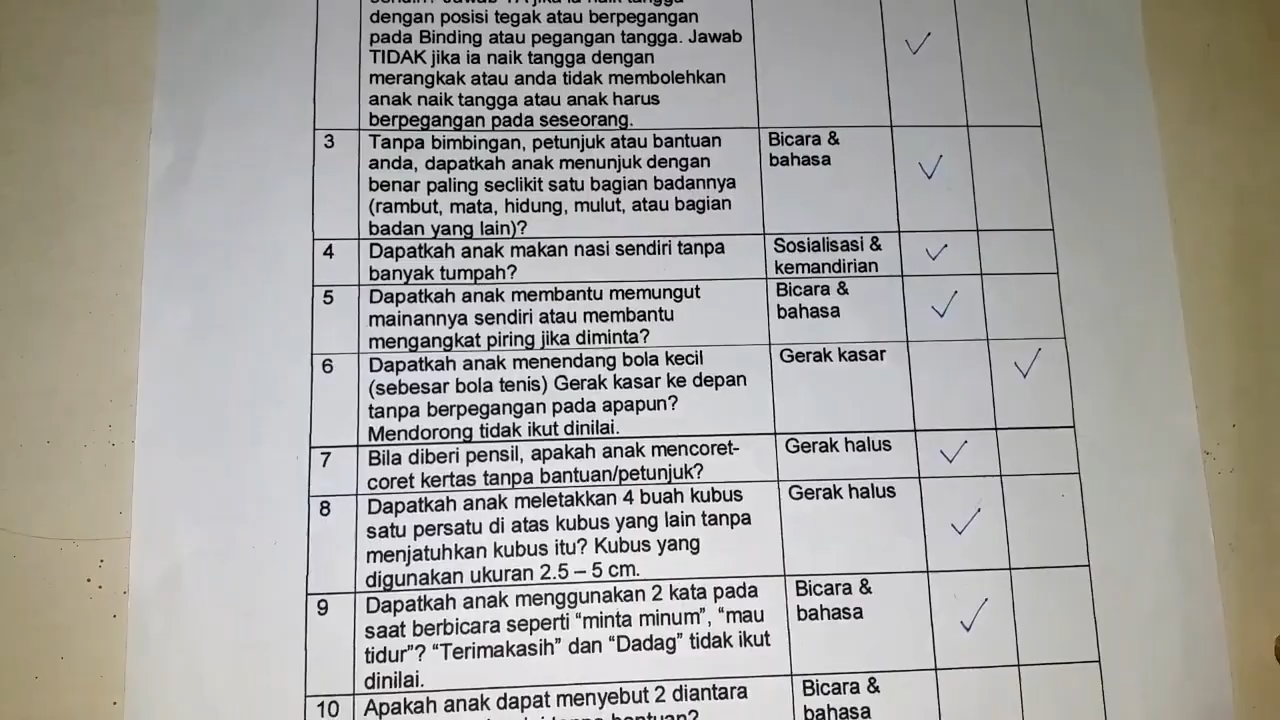 dengan posisi tegak atau berpegangan
pada Binding atau pegangan tangga. Jawab
TIDAK jika ia naik tangga dengan
merangkak atau anda tidak membolehkan
anak naik tangga atau anak harus
berpegangan pada seseorang.
3
Tanpa bimbingan, petunjuk atau bantuan
anda, dapatkah anak menunjuk dengan
benar paling seclikit satu bagian badannya
(rambut, mata, hidung, mulut, atau bagian
badan yang lain)?
Bicara &
bahasa
4
Dapatkah anak makan nasi sendiri tanpa
banyak tumpah?
Sosialisasi &
kemandirian
5
Dapatkah anak membantu memungut
mainannya sendiri atau membantu
mengangkat piring jika diminta?
Bicara &
bahasa
6
Dapatkah anak menendang bola kecil
(sebesar bola tenis) Gerak kasar ke depan
tanpa berpegangan pada apapun?
Mendorong tidak ikut dinilai.
Gerak kasar
7
Bila diberi pensil, apakah anak mencoret-
coret kertas tanpa bantuan/petunjuk?
Gerak halus
8
Dapatkah anak meletakkan 4 buah kubus
satu persatu di atas kubus yang lain tanpa
menjatuhkan kubus itu? Kubus yang
digunakan ukuran 2.5 – 5 cm.
Gerak halus
9
Dapatkah anak menggunakan 2 kata pada
saat berbicara seperti “minta minum”, “mau
tidur”? “Terimakasih” dan “Dadag” tidak ikut
dinilai.
Bicara &
bahasa
10
Apakah anak dapat menyebut 2 diantara
bantuan?
Bicara &
bahasa